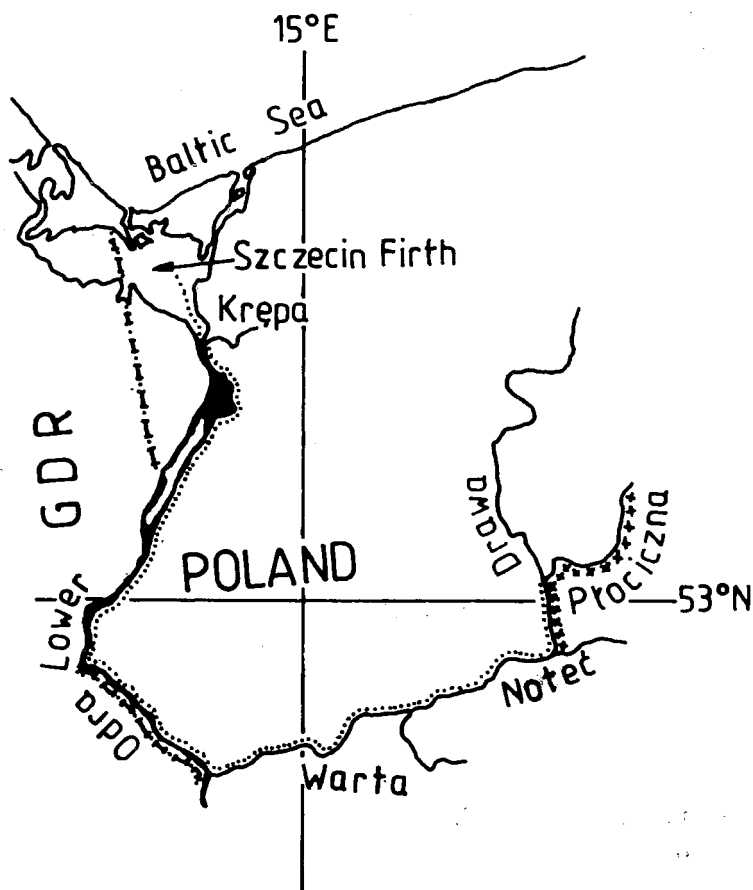 15°E
Baltic Sea
Szczecin Firth
Krępa
GDR
Drawa
Płociczna
POLAND
53°N
Lower
Odra
Noteć
Warta